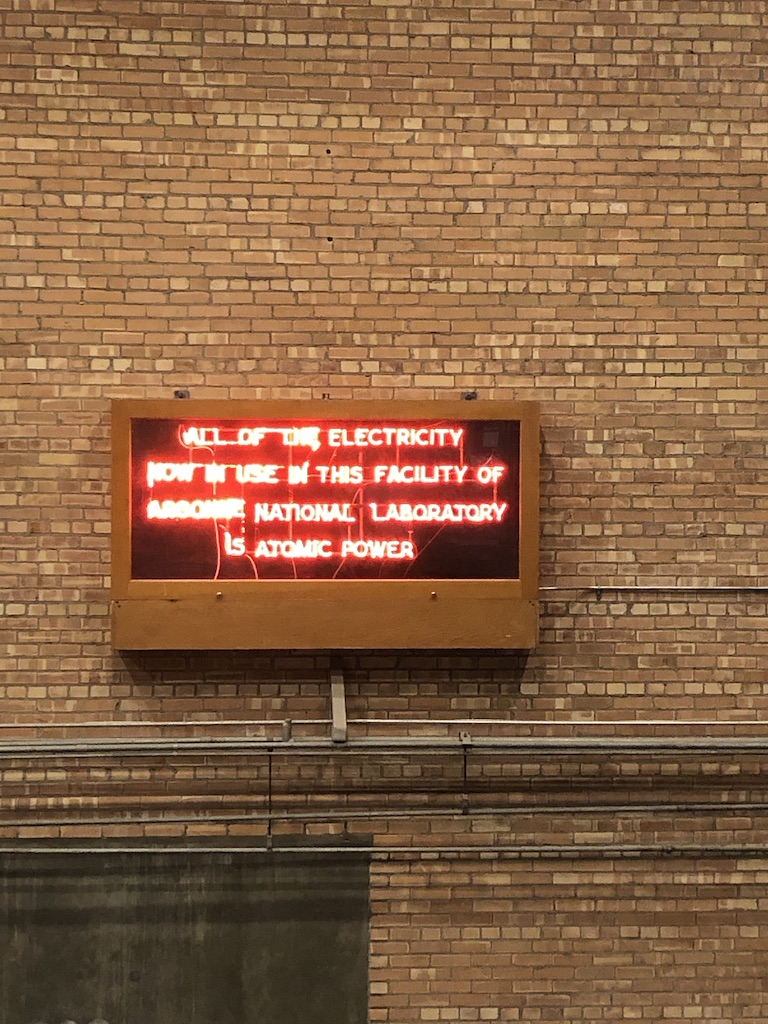 ALL OF THE ELECTRICITY
NOW IN USE IN THIS FACILITY OF
ARGONNE NATIONAL LABORATORY
IS ATOMIC POWER